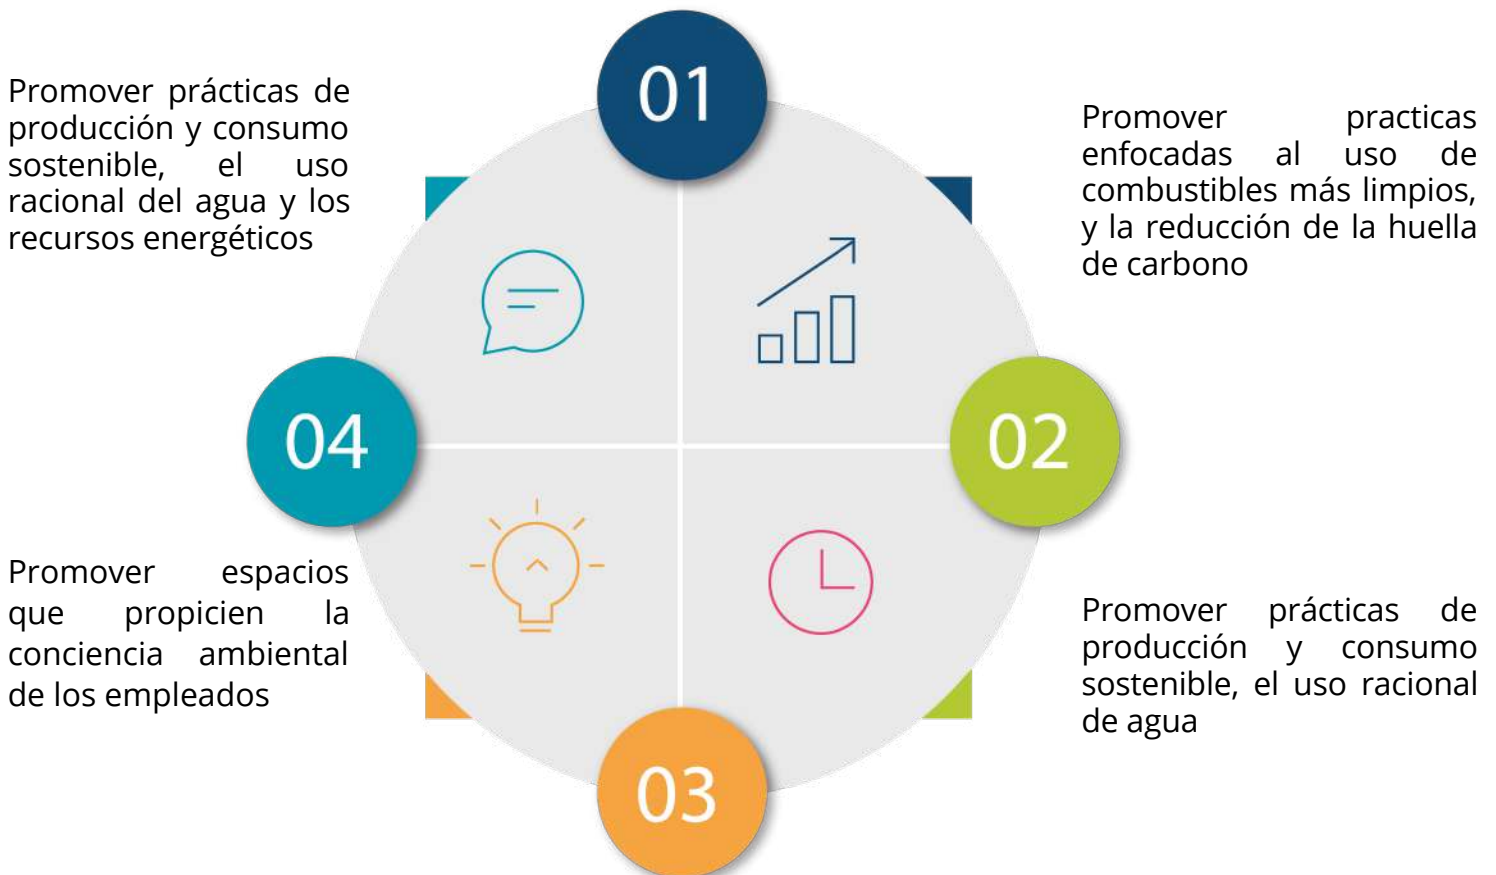 01
Promover prácticas de
producción y consumo
sostenible, el uso
racional del agua y los
recursos energéticos
Promover practicas
enfocadas al uso de
combustibles más limpios,
y la reducción de la huella
de carbono
04
02
Promover espacios
que propicien la
conciencia ambiental
de los empleados
Promover prácticas de
producción y consumo
sostenible, el uso racional
de agua
03